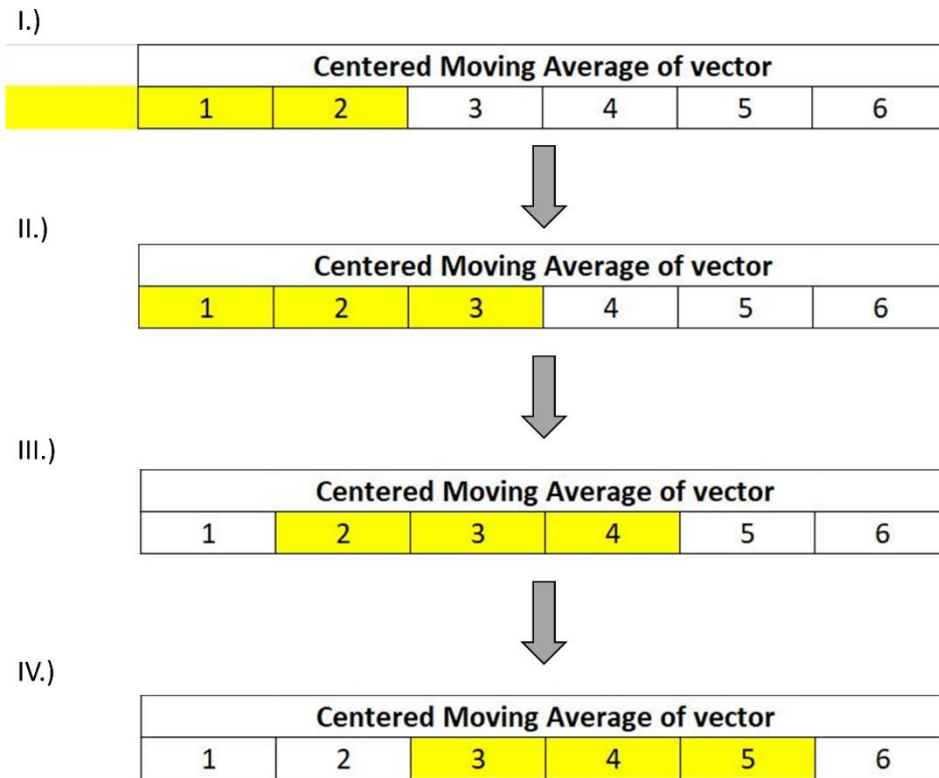 I.)
Centered Moving Average of vector
1 2 3 4 5 6
II.)
Centered Moving Average of vector
1 2 3 4 5 6
III.)
Centered Moving Average of vector
1 2 3 4 5 6
IV.)
Centered Moving Average of vector
1 2 3 4 5 6